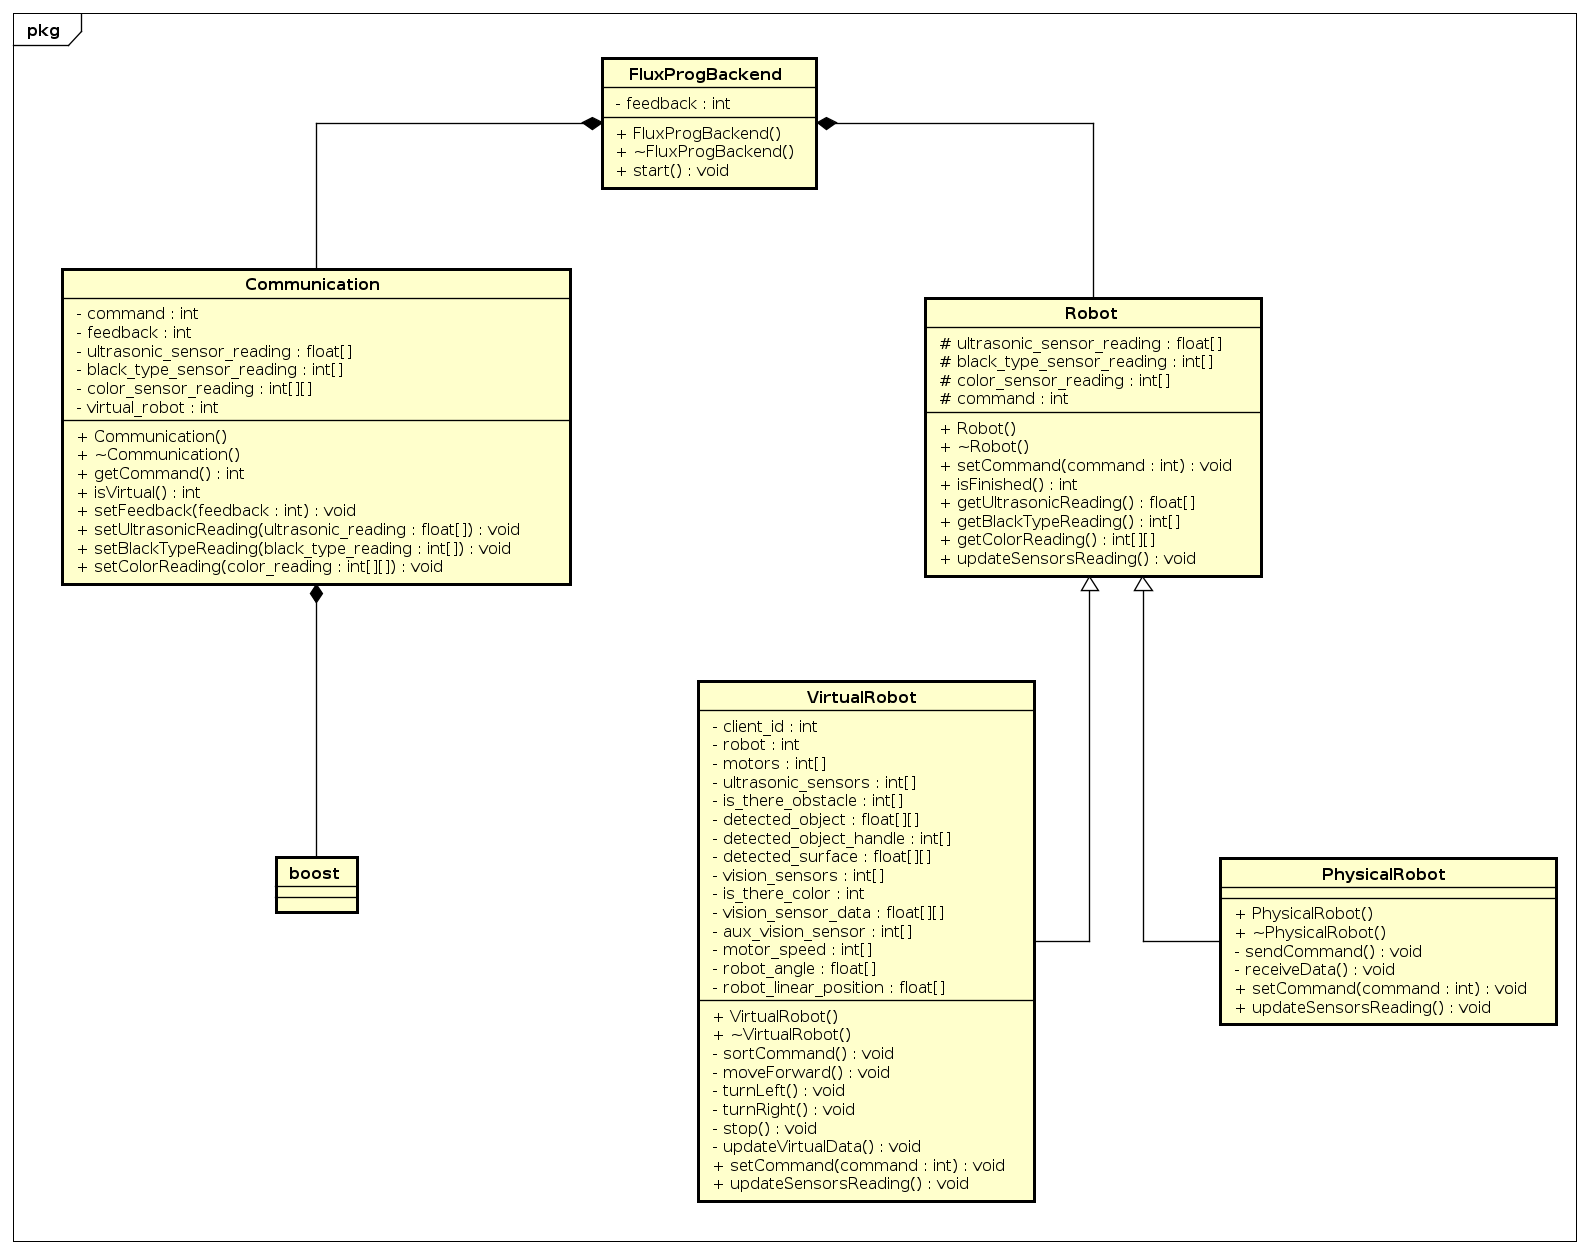 pkg
FluxProgBackend
- feedback : int
+ FluxProgBackend()
+ ~FluxProgBackend()
+ start() : void
Communication
- command : int
- feedback : int
- ultrasonic_sensor_reading : float[]
- black_type_sensor_reading : int[]
- color_sensor_reading : int[][]
- virtual_robot : int
+ Communication()
+ ~Communication()
+ getCommand() : int
+ isVirtual() : int
+ setFeedback(feedback : int) : void
+ setUltrasonicReading(ultrasonic_reading : float[]) : void
+ setBlackTypeReading(black_type_reading : int[]) : void
+ setColorReading(color_reading : int[][]) : void
Robot
# ultrasonic_sensor_reading : float[]
# black_type_sensor_reading : int[]
# color_sensor_reading : int[]
# command : int
+ Robot()
+ ~Robot()
+ setCommand(command : int) : void
+ isFinished() : int
+ getUltrasonicReading() : float[]
+ getBlackTypeReading() : int[]
+ getColorReading() : int[][]
+ updateSensorsReading() : void
VirtualRobot
- client_id : int
- robot : int
- motors : int[]
- ultrasonic_sensors : int[]
- is_there_obstacle : int[]
- detected_object : float[][]
- detected_object_handle : int[]
- detected_surface : float[][]
- vision_sensors : int[]
- is_there_color : int
- vision_sensor_data : float[][]
- aux_vision_sensor : int[]
- motor_speed : int[]
- robot_angle : float[]
- robot_linear_position : float[]
+ VirtualRobot()
+ ~VirtualRobot()
- sortCommand() : void
- moveForward() : void
- turnLeft() : void
- turnRight() : void
- stop() : void
- updateVirtualData() : void
+ setCommand(command : int) : void
+ updateSensorsReading() : void
boost
PhysicalRobot
+ PhysicalRobot()
+ ~PhysicalRobot()
- sendCommand() : void
- receiveData() : void
+ setCommand(command : int) : void
+ updateSensorsReading() : void